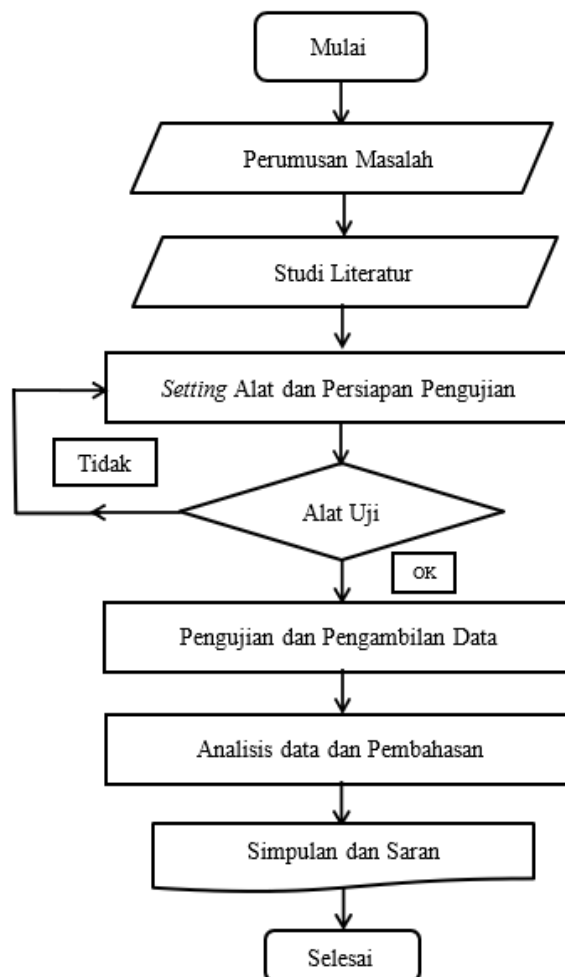 Mulai
Perumusan Masalah
Studi Literatur
Setting Alat dan Persiapan Pengujian
Tidak
Alat Uji
OK
Pengujian dan Pengambilan Data
Analisis data dan Pembahasan
Simpulan dan Saran
Selesai